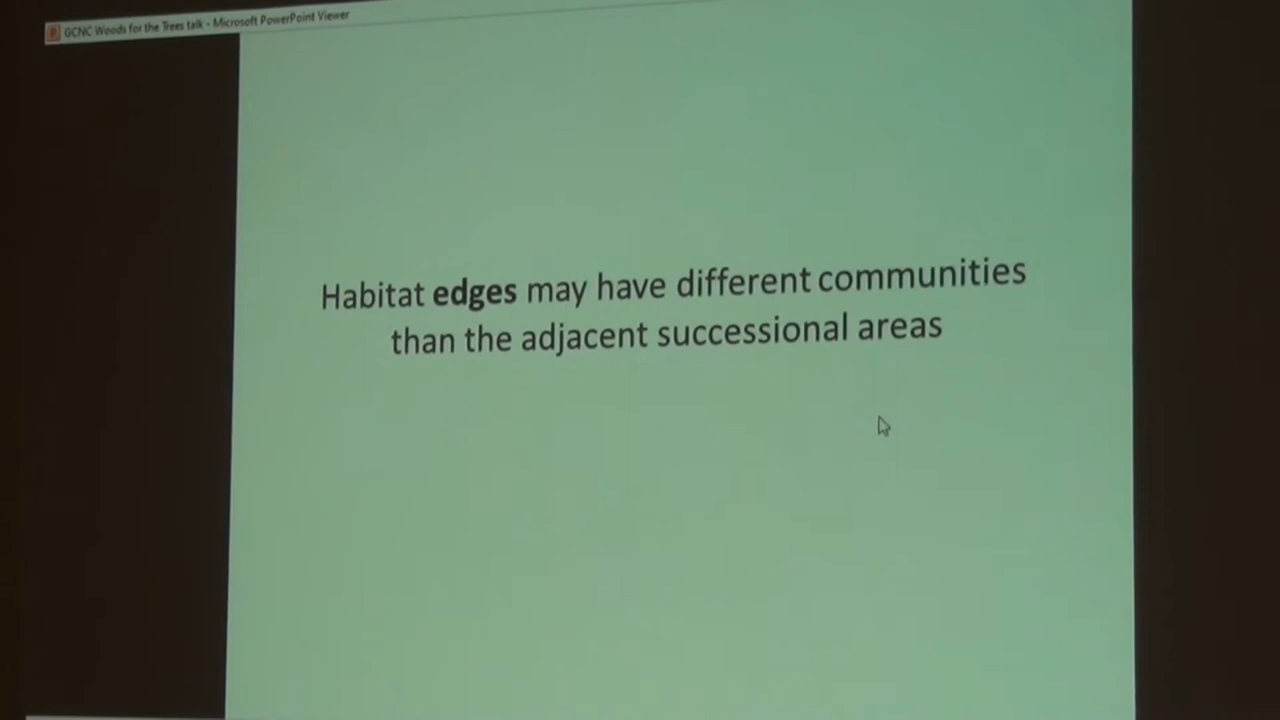 GCNC Woods for the Trees talk - Microsoft PowerPoint Viewer
Habitat edges may have different communities
than the adjacent successional areas